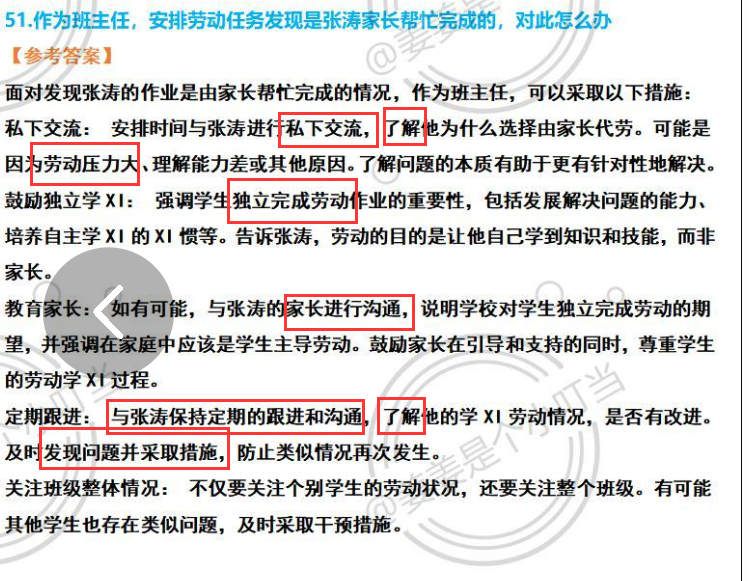 51.作为班主任，安排劳动任务发现是张涛家长帮忙完成的，对此怎么办
【参考答案】
面对发现张涛的作业是由家长帮忙完成的情况，作为班主任，可以采取以下措施：
私下交流： 安排时间与张涛进行私下交流，了解他为什么选择由家长代劳。可能是
因为劳动压力大、理解能力差或其他原因。了解问题的本质有助于更有针对性地解决。
鼓励独立学 XI： 强调学生独立完成劳动作业的重要性，包括发展解决问题的能力、
培养自主学 XI 的 XI 惯等。告诉张涛，劳动的目的是让他自己学到知识和技能，而非
家长。
教育家长： 如有可能，与张涛的家长进行沟通，说明学校对学生独立完成劳动的期
望，并强调在家庭中应该是学生主导劳动。鼓励家长在引导和支持的同时，尊重学生
的劳动学 XI 过程。
定期跟进： 与张涛保持定期的跟进和沟通，了解他的学 XI 劳动情况，是否有改进。
及时发现问题并采取措施，防止类似情况再次发生。
关注班级整体情况： 不仅要关注个别学生的劳动状况，还要关注整个班级。有可能
其他学生也存在类似问题，及时采取干预措施。
@姜姜是个小叮当